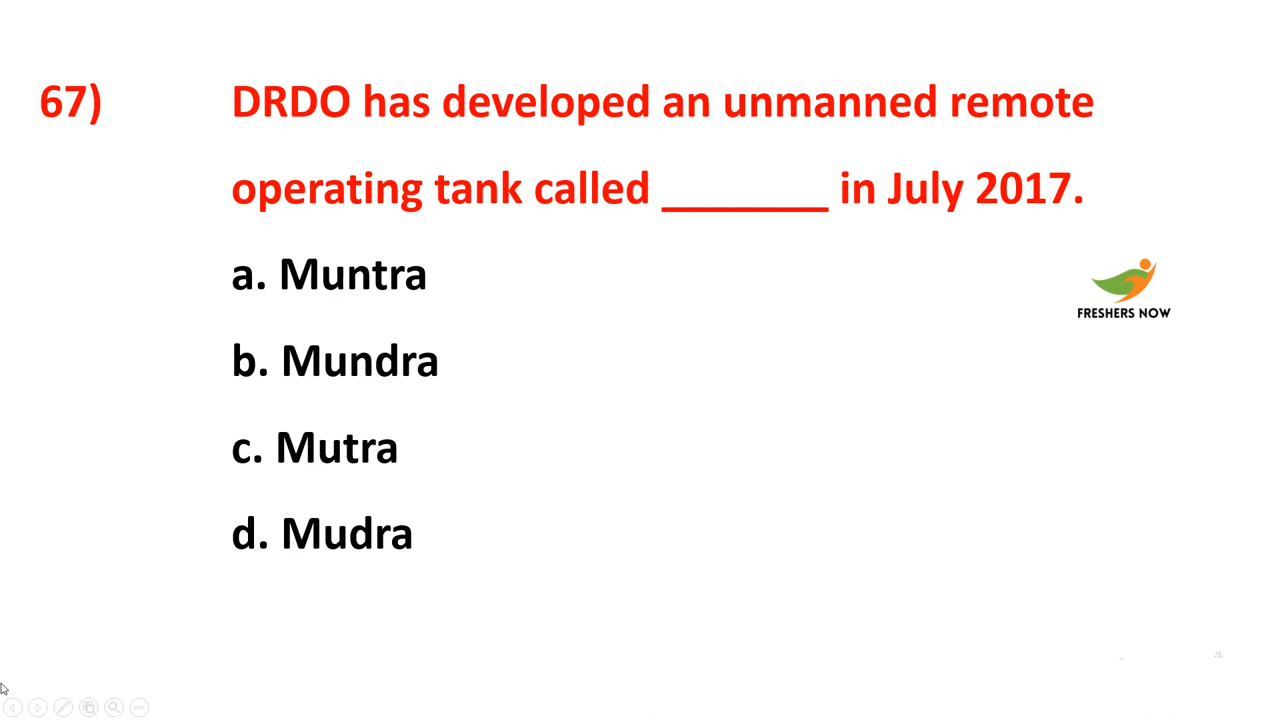 67) DRDO has developed an unmanned remote
operating tank called _______ in July 2017.
a. Muntra
b. Mundra
c. Mutra
d. Mudra
FRESHERS NOW